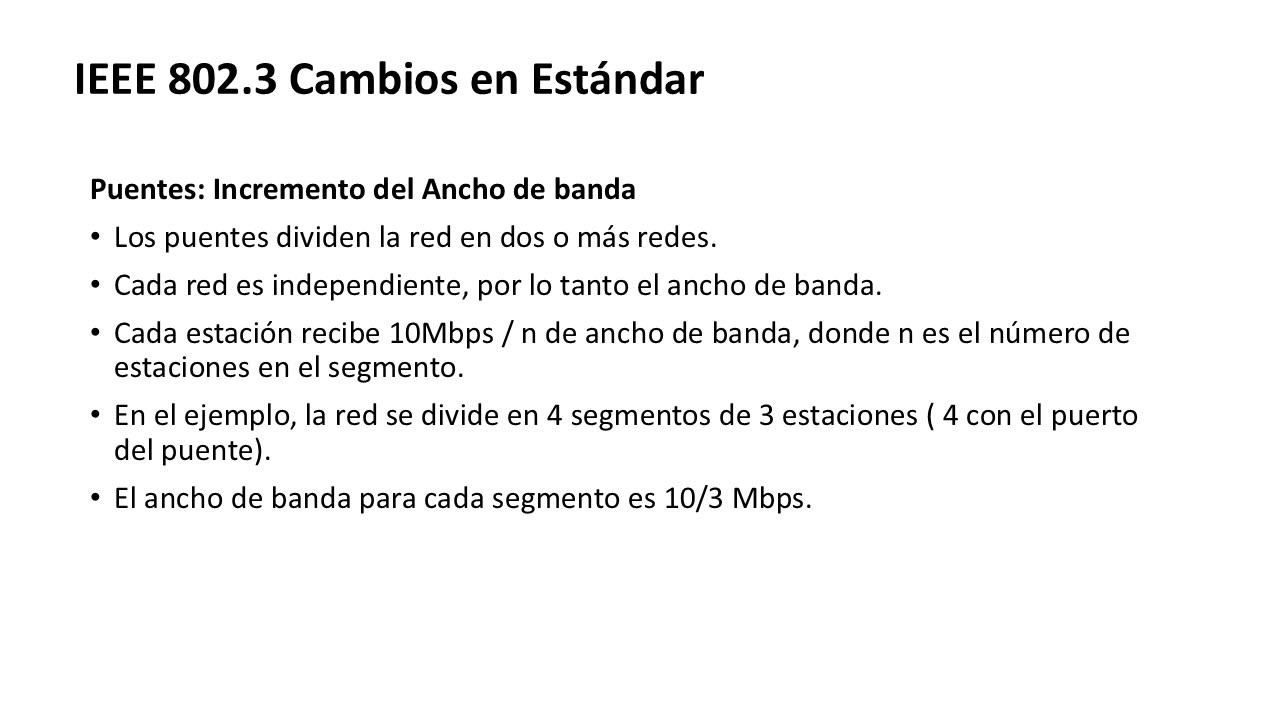 IEEE 802.3 Cambios en Estándar
Puentes: Incremento del Ancho de banda
• Los puentes dividen la red en dos o más redes.
• Cada red es independiente, por lo tanto el ancho de banda.
• Cada estación recibe 10Mbps / n de ancho de banda, donde n es el número de
estaciones en el segmento.
• En el ejemplo, la red se divide en 4 segmentos de 3 estaciones ( 4 con el puerto
del puente).
• El ancho de banda para cada segmento es 10/3 Mbps.